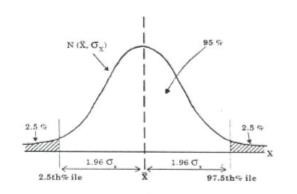 N (X̄, σₓ)
95 %
2.5 %
2.5 %
1.96 σₓ
1.96 σₓ
X
2.5th% ile
X̄
97.5th% ile